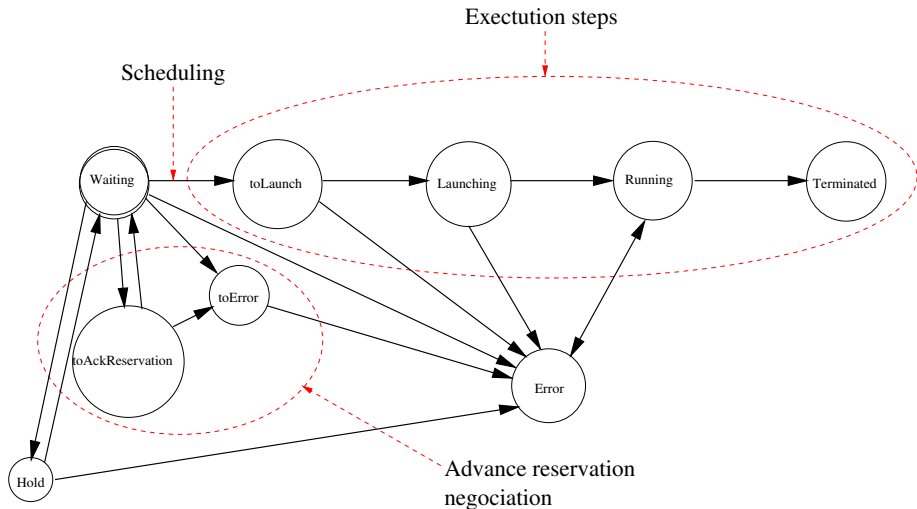 Exectution steps
Scheduling
Waiting
toLaunch
Launching
Running
Terminated
toError
toAckReservation
Error
Hold
Advance reservation
negociation